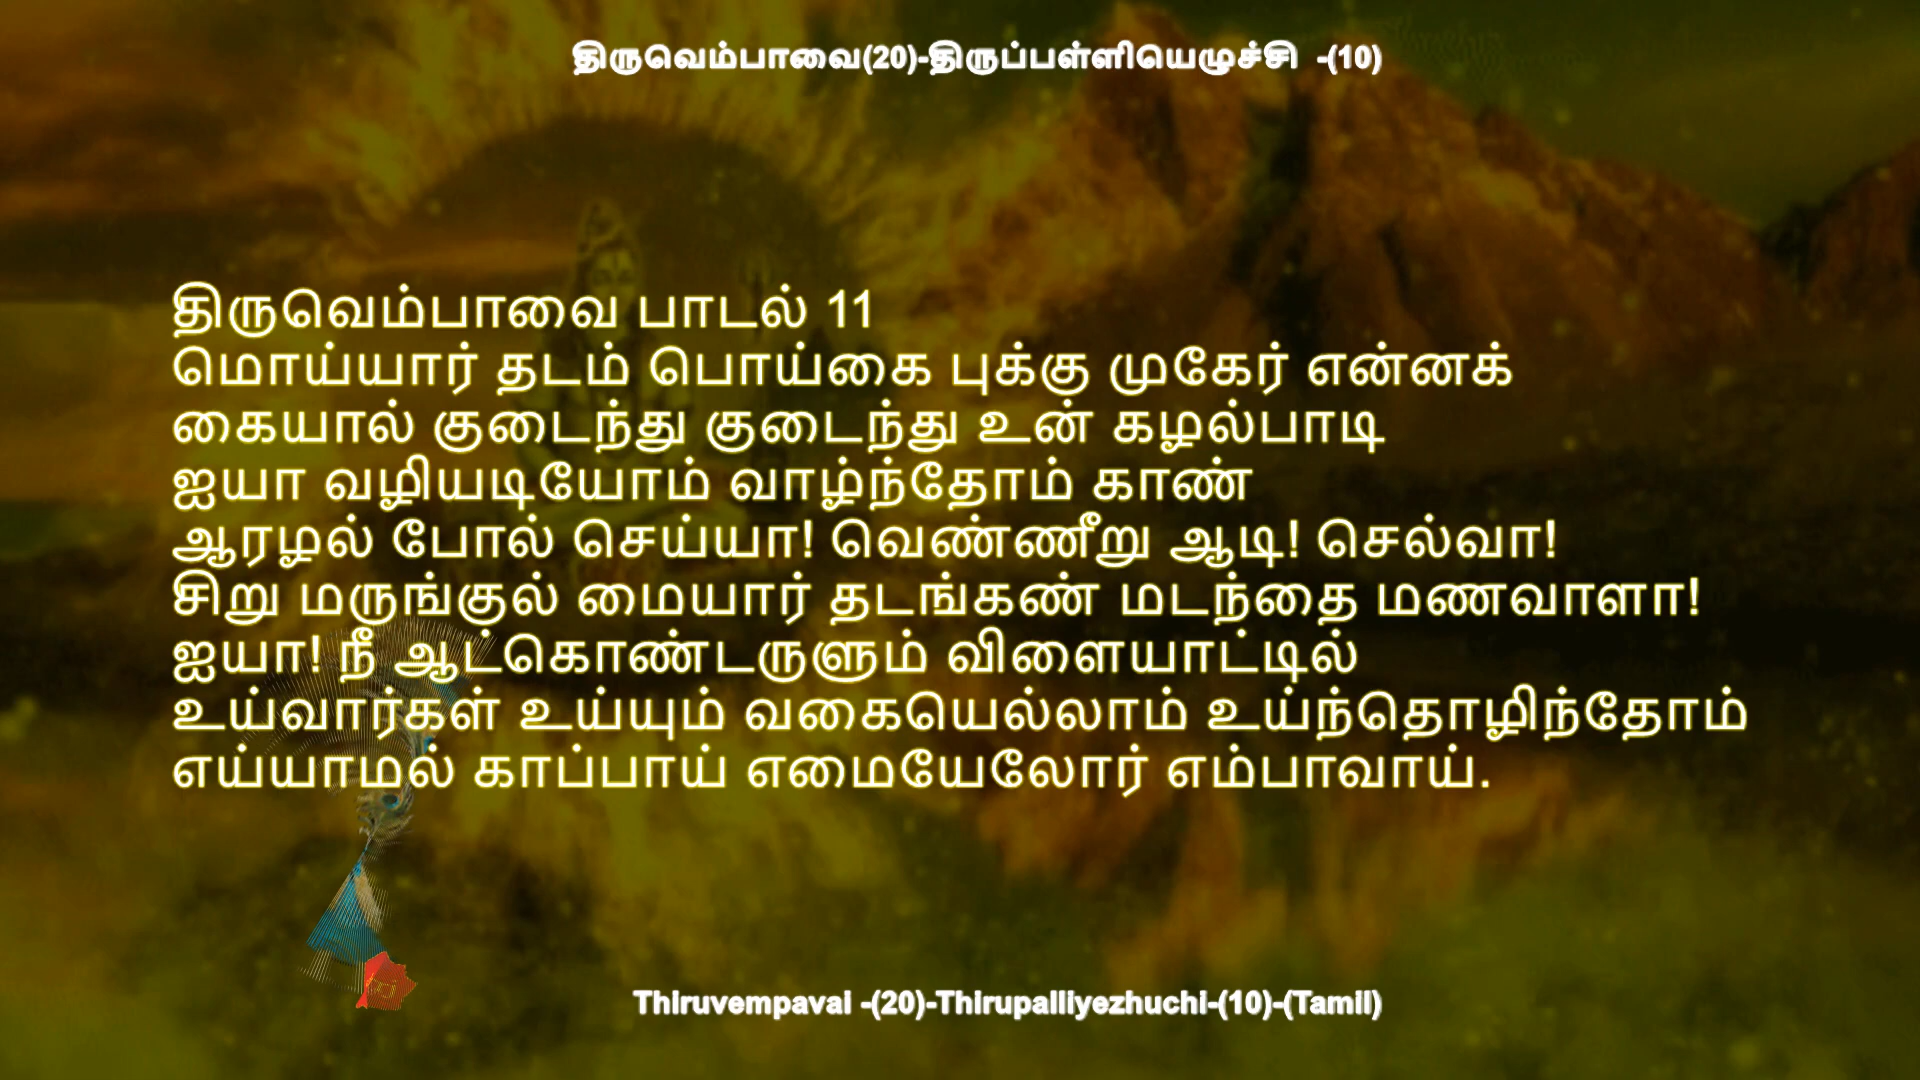 திருவெம்பாவை(20)-திருப்பள்ளியெழுச்சி -(10)
திருவெம்பாவை பாடல் 11
மொய்யார் தடம் பொய்கை புக்கு முகேர் என்னக்
கையால் குடைந்து குடைந்து உன் கழல்பாடி
ஐயா வழியடியோம் வாழ்ந்தோம் காண்
ஆரழல் போல் செய்யா! வெண்ணீறு ஆடி! செல்வா!
சிறு மருங்குல் மையார் தடங்கண் மடந்தை மணவாளா!
ஐயா! நீ ஆட்கொண்டருளும் விளையாட்டில்
உய்வார்கள் உய்யும் வகையெல்லாம் உய்ந்தொழிந்தோம்
எய்யாமல் காப்பாய் எமையேலோர் எம்பாவாய்.
Thiruvempavai -(20)-Thirupalliyezhuchi-(10)-(Tamil)